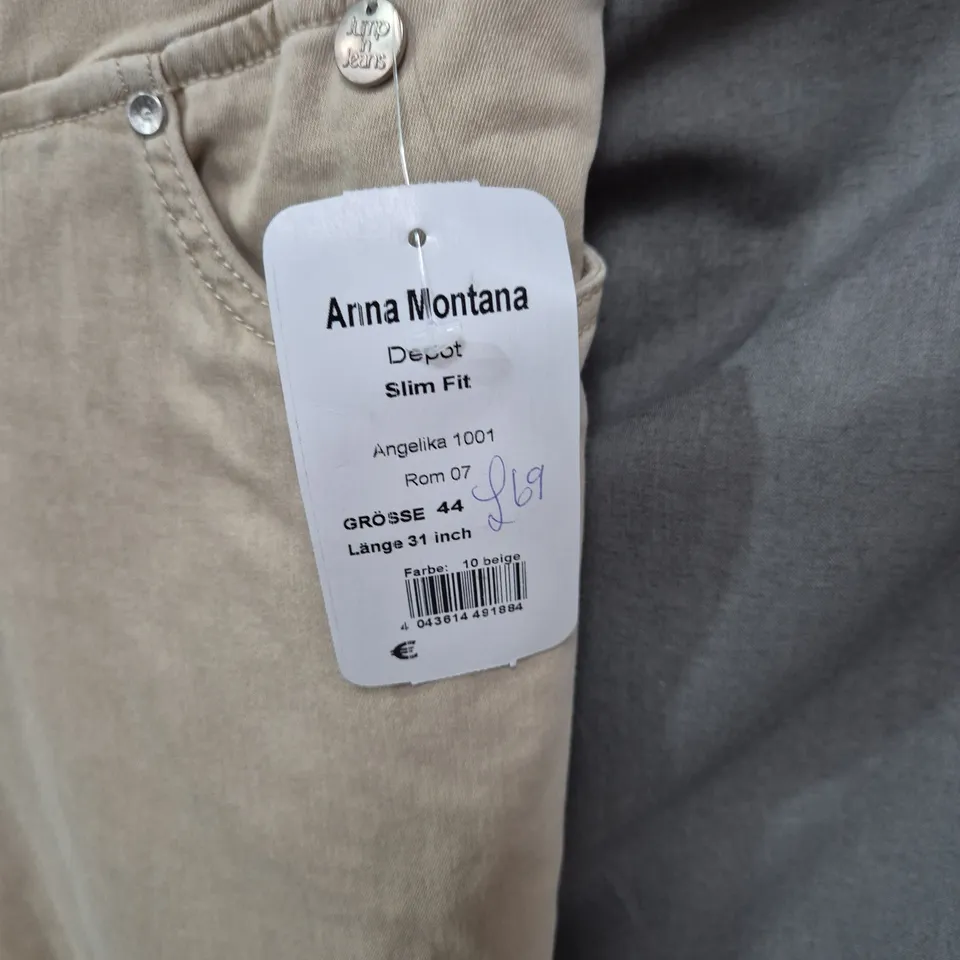 Jump
n
Jeans
Anna Montana
Depot
Slim Fit
Angelika 1001
Rom 07
£69
GRÖSSE 44
Länge 31 inch
Farbe: 10 beige
4 043614 491884
€